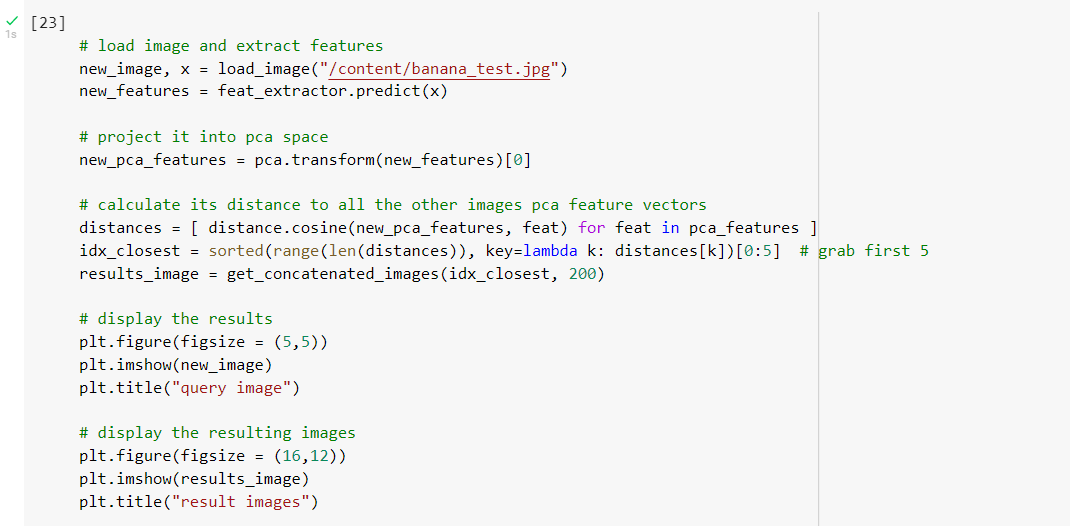 [23]
1s
# load image and extract features
new_image, x = load_image("/content/banana_test.jpg")
new_features = feat_extractor.predict(x)
# project it into pca space
new_pca_features = pca.transform(new_features)[0]
# calculate its distance to all the other images pca feature vectors
distances = [ distance.cosine(new_pca_features, feat) for feat in pca_features ]
idx_closest = sorted(range(len(distances)), key=lambda k: distances[k])[0:5]  # grab first 5
results_image = get_concatenated_images(idx_closest, 200)
# display the results
plt.figure(figsize = (5,5))
plt.imshow(new_image)
plt.title("query image")
# display the resulting images
plt.figure(figsize = (16,12))
plt.imshow(results_image)
plt.title("result images")